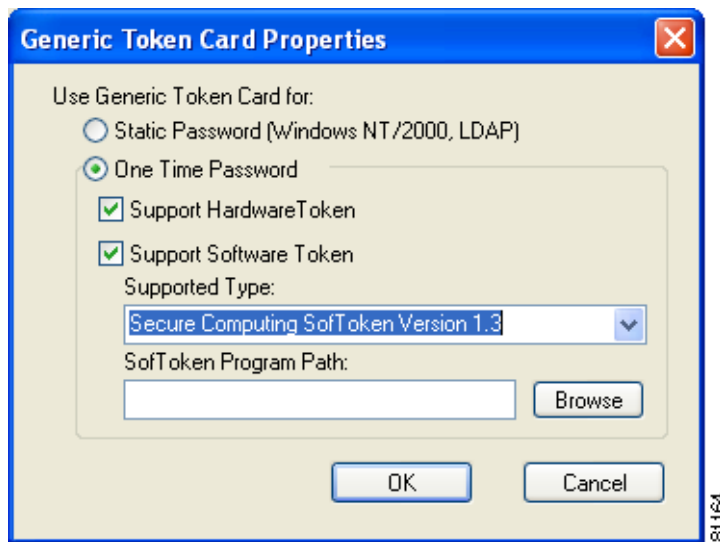 Generic Token Card Properties
Use Generic Token Card for:
Static Password (Windows NT/2000, LDAP)
One Time Password
Support HardwareToken
Support Software Token
Supported Type:
Secure Computing SofToken Version 1.3
SofToken Program Path:
Browse
OK
Cancel
81164